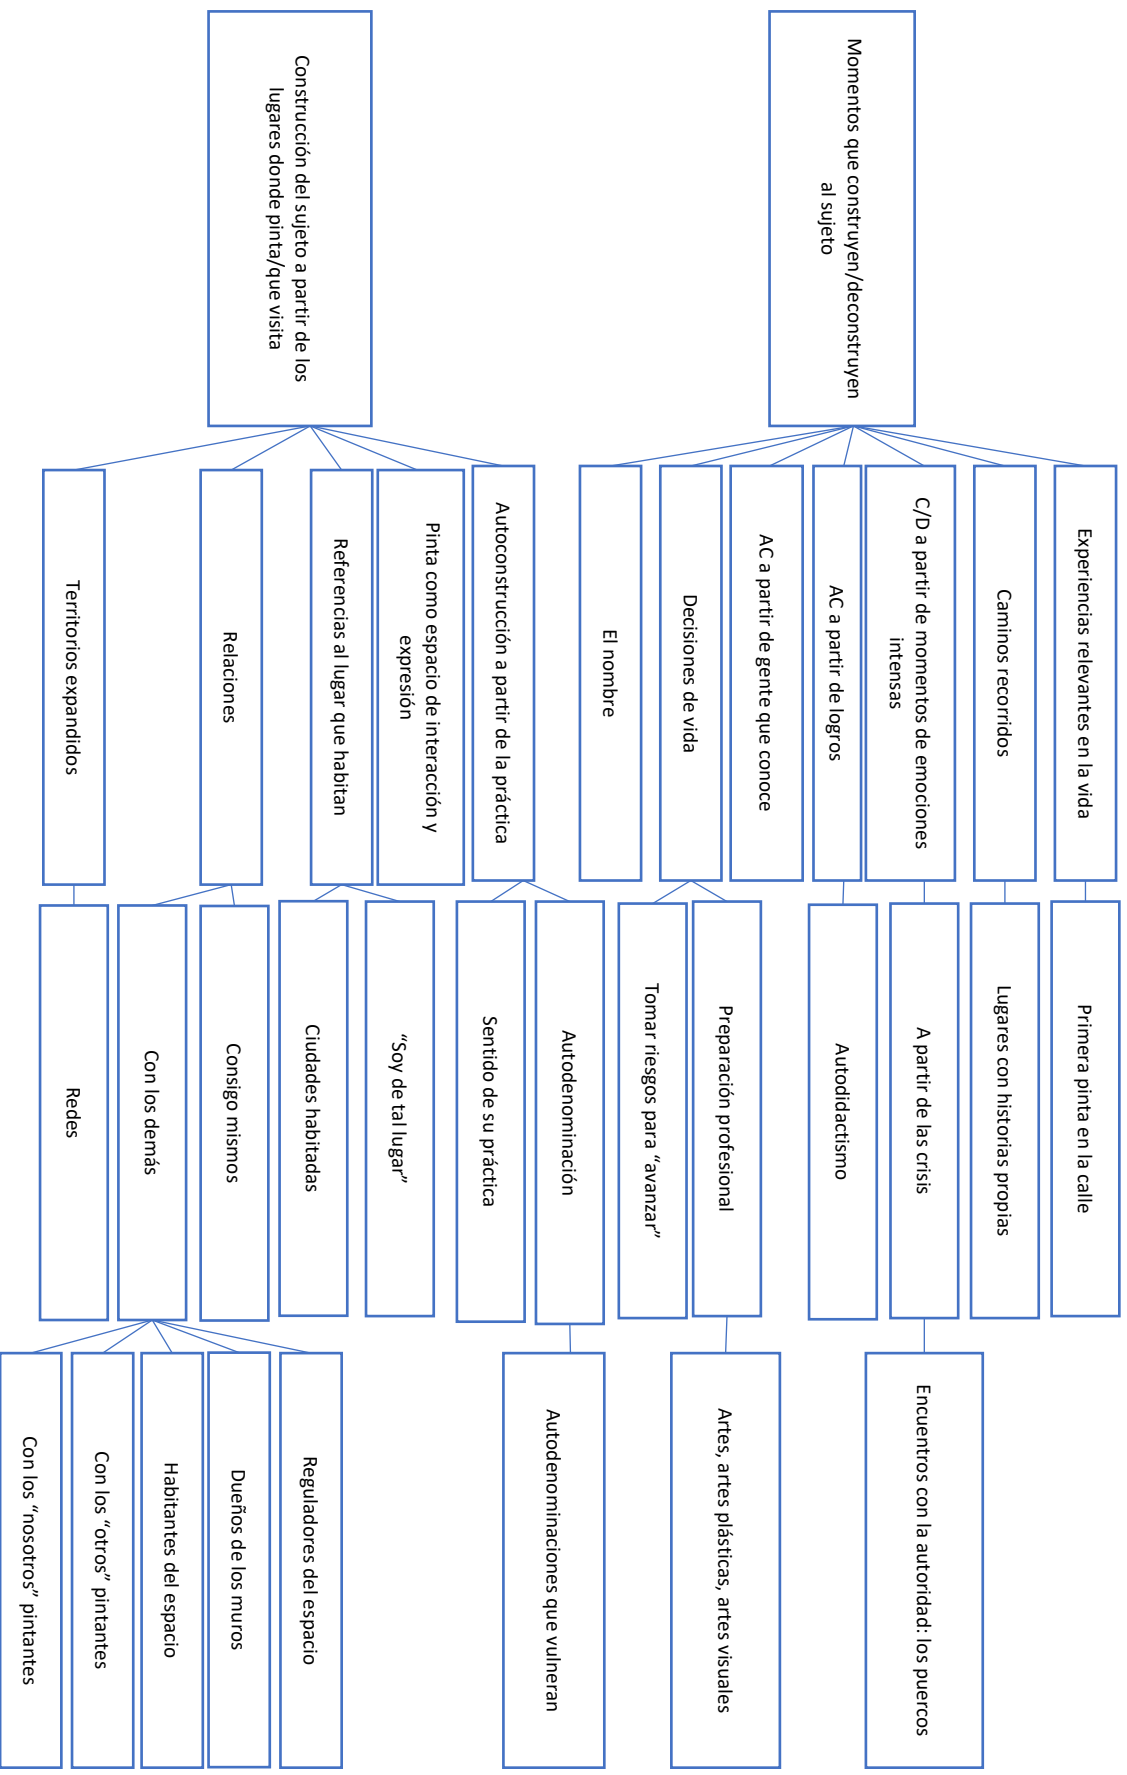 Momentos que construyen/deconstruyen
al sujeto
Experiencias relevantes en la vida
Primera pinta en la calle
Caminos recorridos
Lugares con historias propias
C/D a partir de momentos de emociones
intensas
A partir de las crisis
Encuentros con la autoridad: los puercos
AC a partir de logros
Autodidactismo
AC a partir de gente que conoce
Decisiones de vida
Preparación profesional
Artes, artes plásticas, artes visuales
Tomar riesgos para “avanzar”
El nombre
Construcción del sujeto a partir de los
lugares donde pinta/que visita
Autoconstrucción a partir de la práctica
Autodenominación
Autodenominaciones que vulneran
Sentido de su práctica
Pinta como espacio de interacción y
expresión
Referencias al lugar que habitan
“Soy de tal lugar”
Ciudades habitadas
Relaciones
Consigo mismos
Con los demás
Reguladores del espacio
Dueños de los muros
Habitantes del espacio
Con los “otros” pintantes
Con los “nosotros” pintantes
Territorios expandidos
Redes